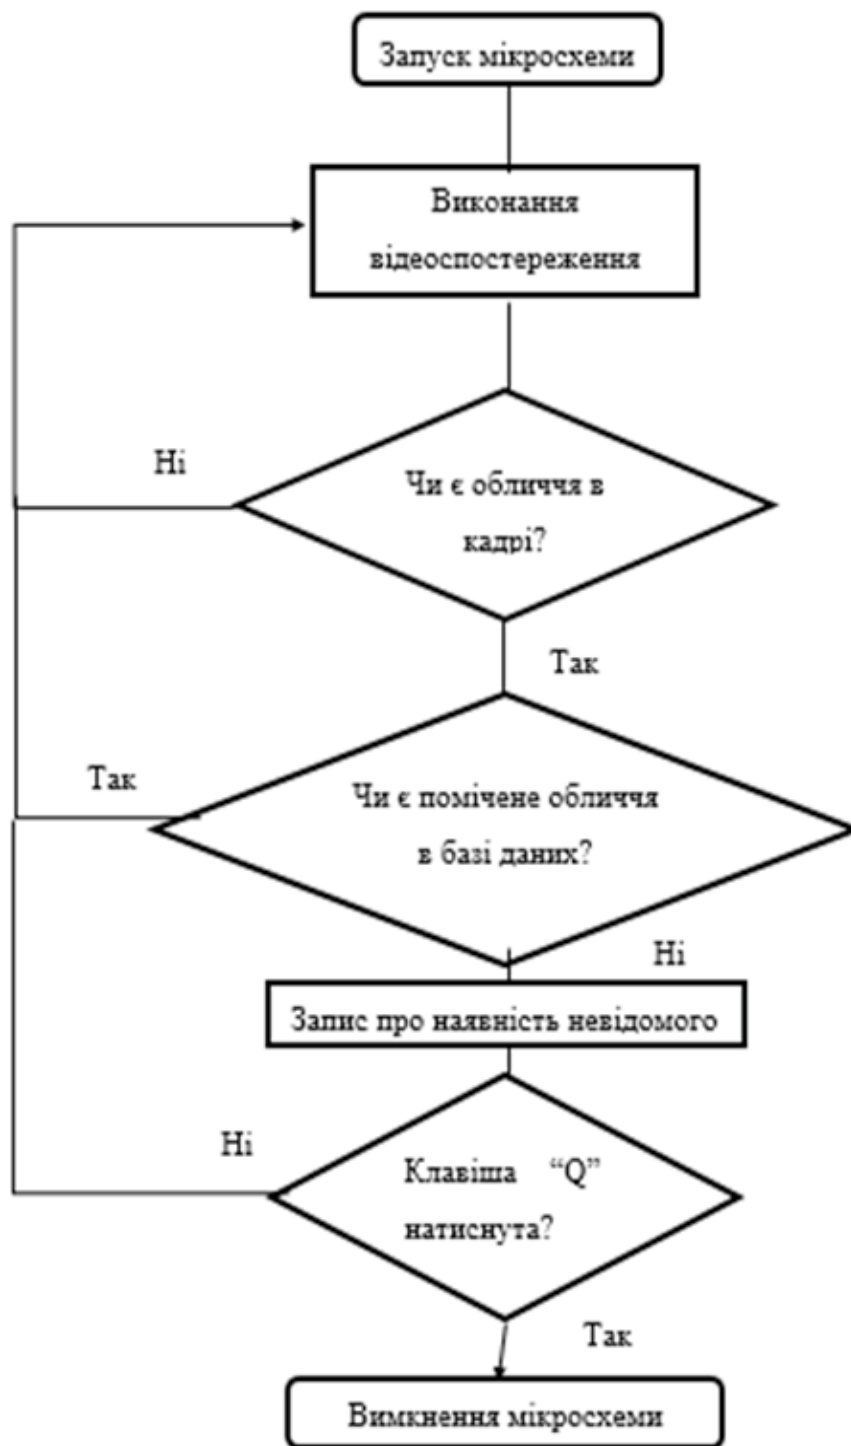 Запуск мікросхеми
Виконання
відеоспостереження
Ні
Чи є обличчя в
кадрі?
Так
Так
Чи є помічене обличчя
в базі даних?
Ні
Запис про наявність невідомого
Ні
Клавіша “Q”
натиснута?
Так
Вимкнення мікросхеми